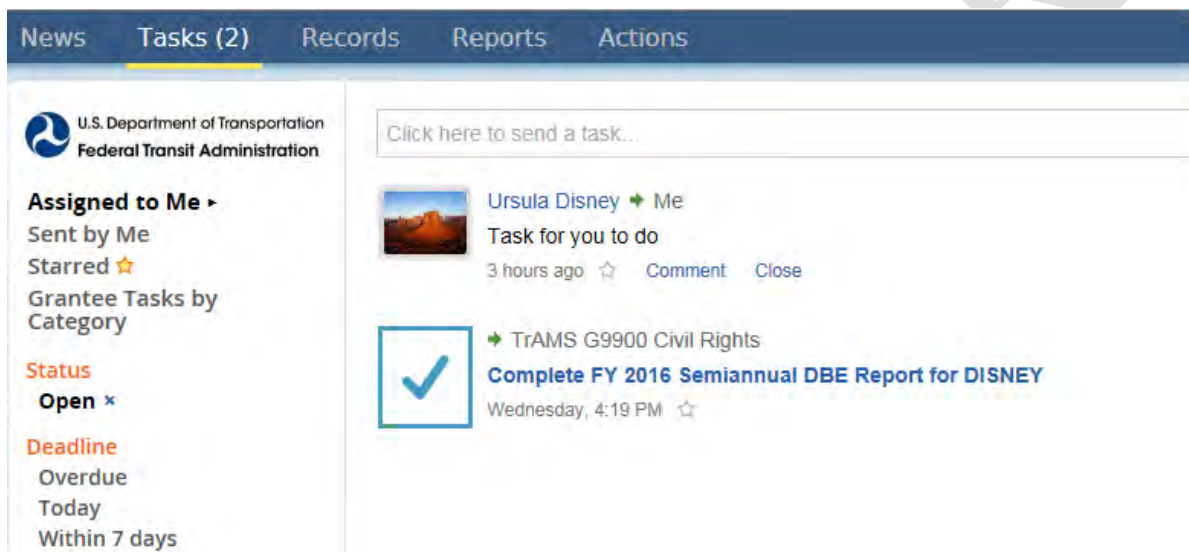 News Tasks (2) Records Reports Actions
U.S. Department of Transportation
Federal Transit Administration
Click here to send a task...
Assigned to Me
Sent by Me
Starred
Grantee Tasks by
Category
Status
Open ×
Deadline
Overdue
Today
Within 7 days
Ursula Disney Me
Task for you to do
3 hours ago Comment Close
TrAMS G9900 Civil Rights
Complete FY 2016 Semiannual DBE Report for DISNEY
Wednesday, 4:19 PM